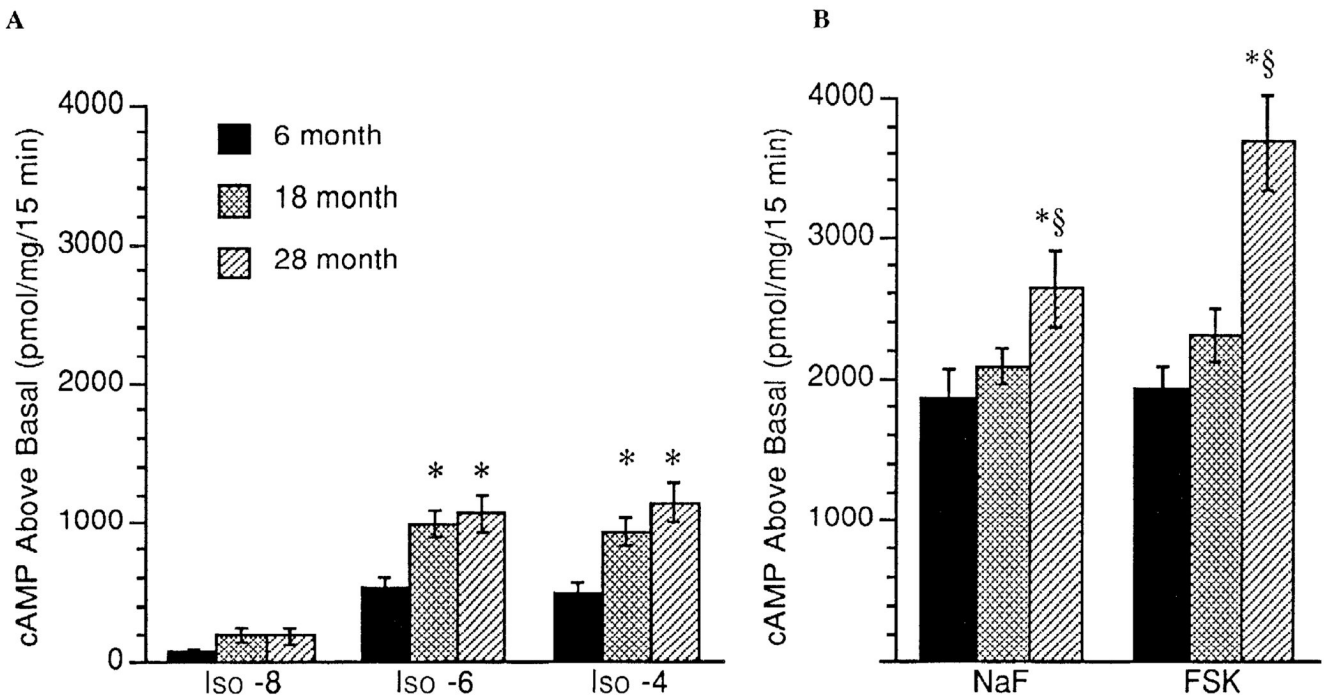 A
cAMP Above Basal (pmol/mg/15 min)
4000
3000
2000
1000
0
6 month
18 month
28 month
* *
* *
Iso -8
Iso -6
Iso -4
B
cAMP Above Basal (pmol/mg/15 min)
4000
3000
2000
1000
*§
*§
NaF
FSK